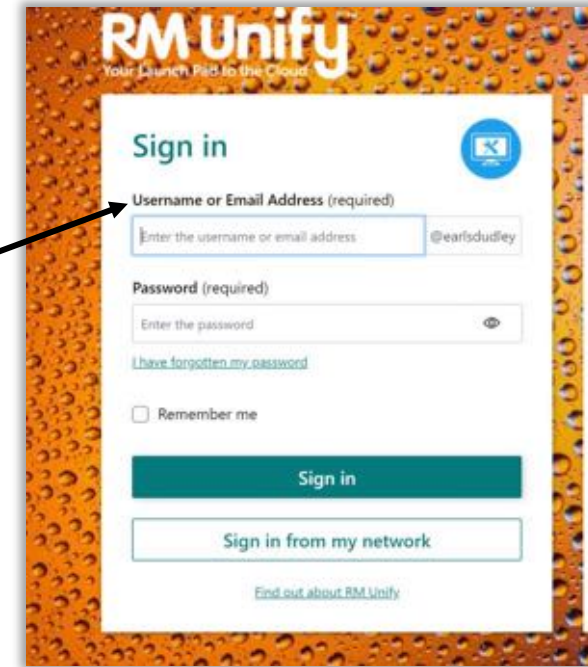 RM Unify
Your Launch Pad to the Cloud
Sign in
Username or Email Address (required)
Enter the username or email address @earlsdudley
Password (required)
Enter the password
I have forgotten my password
Remember me
Sign in
Sign in from my network
Find out about RM Unify